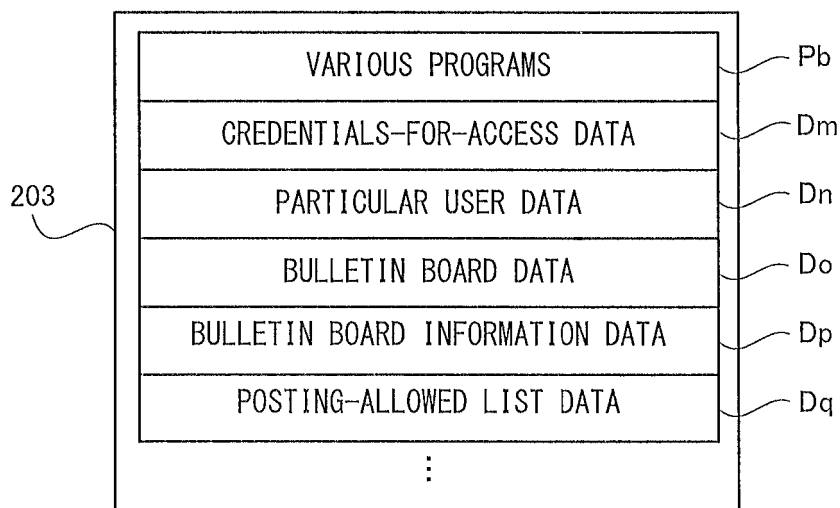 VARIOUS PROGRAMS Pb
CREDENTIALS-FOR-ACCESS DATA Dm
203
PARTICULAR USER DATA Dn
BULLETIN BOARD DATA Do
BULLETIN BOARD INFORMATION DATA Dp
POSTING-ALLOWED LIST DATA Dq
⋮